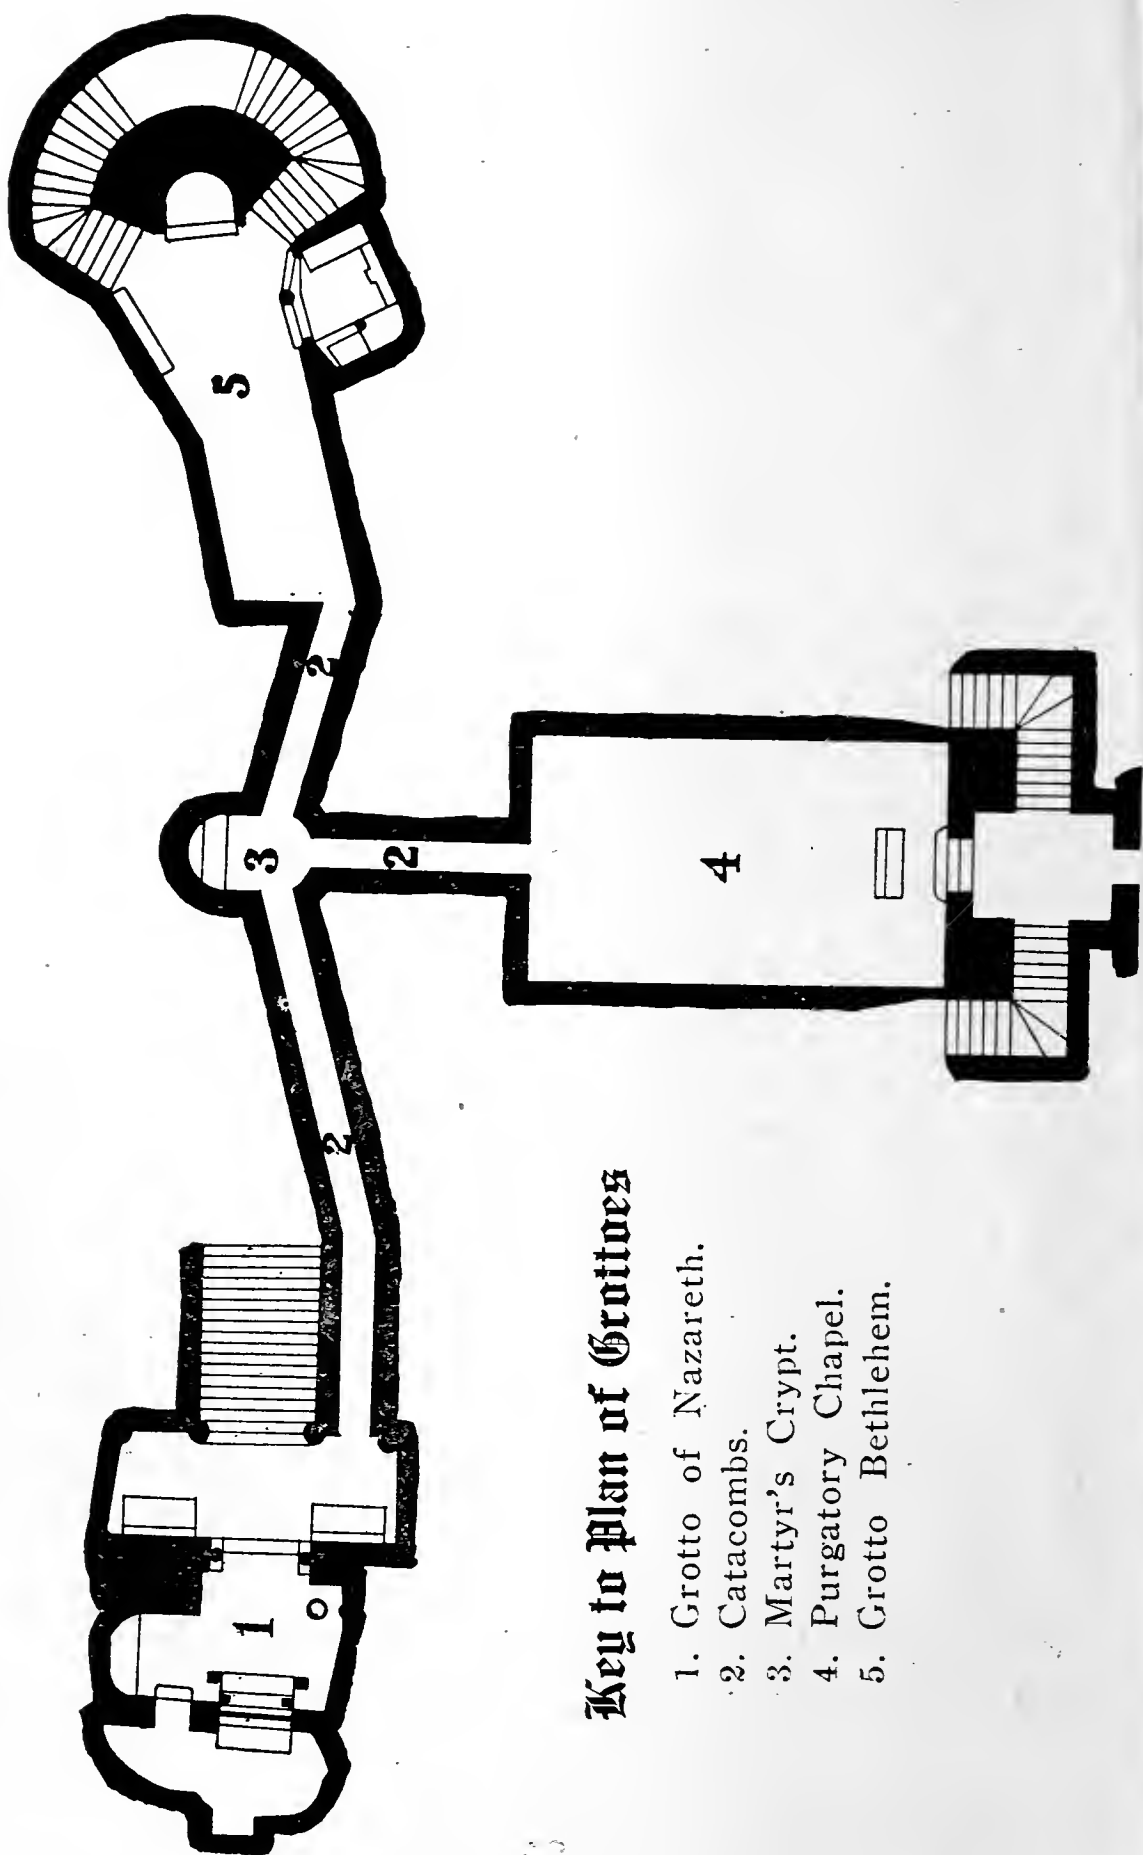 5
2
3
2
4
2
1
Key to Plan of Grottoes
1. Grotto of Nazareth.
2. Catacombs.
3. Martyr's Crypt.
4. Purgatory Chapel.
5. Grotto Bethlehem.